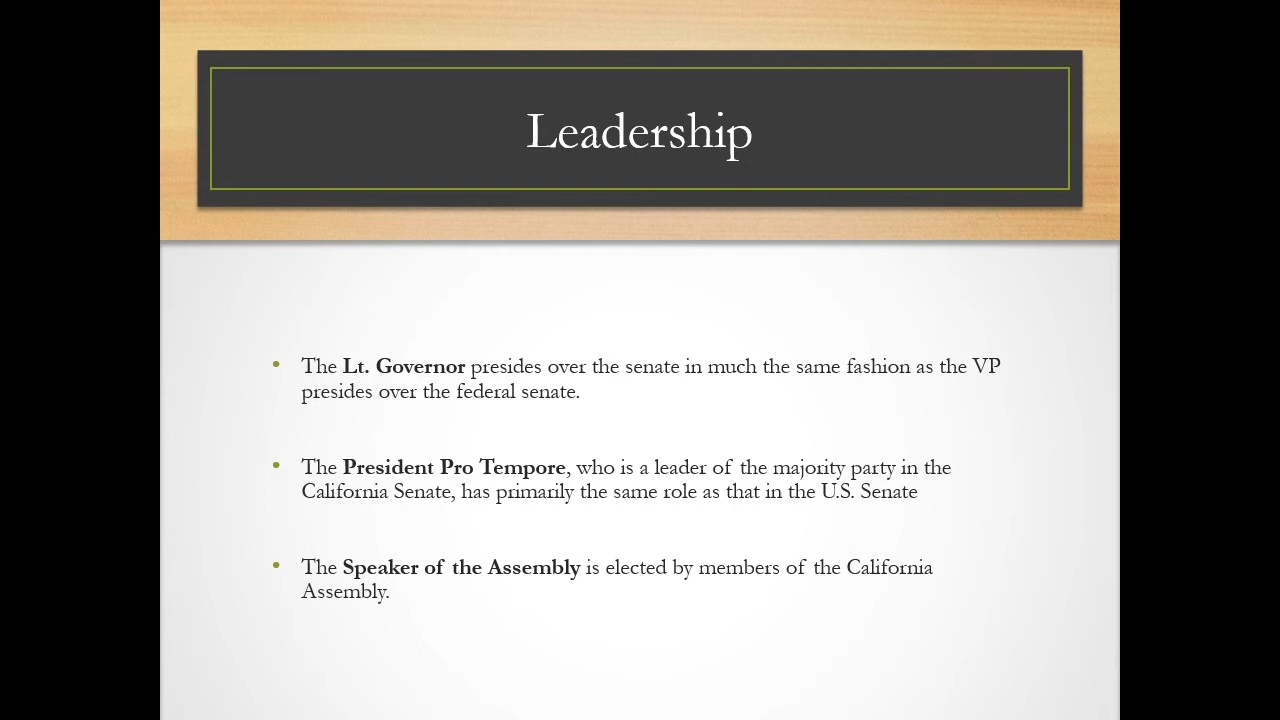 Leadership
• The Lt. Governor presides over the senate in much the same fashion as the VP
presides over the federal senate.
• The President Pro Tempore, who is a leader of the majority party in the
California Senate, has primarily the same role as that in the U.S. Senate
• The Speaker of the Assembly is elected by members of the California
Assembly.